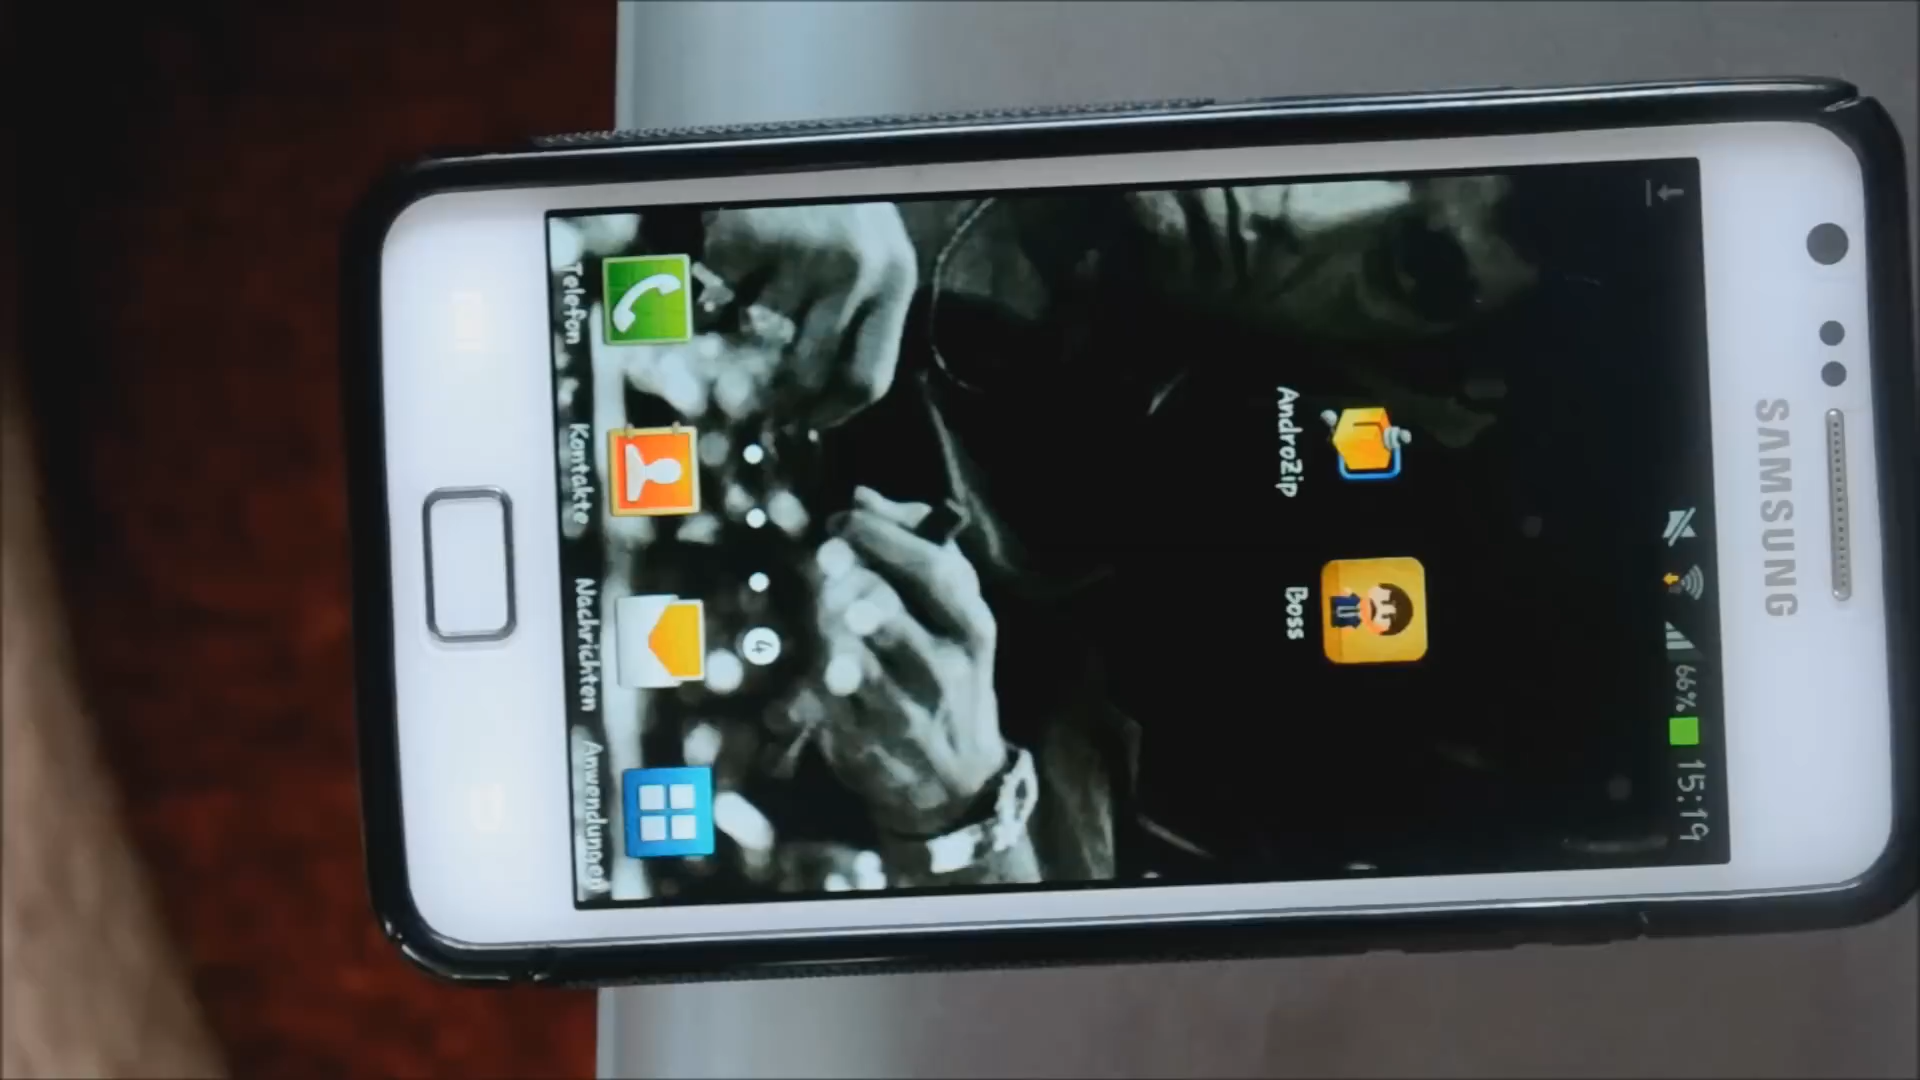 SAMSUNG
66% 15:19
AndroZip Boss
4
Telefon Kontakte Nachrichten Anwendungen